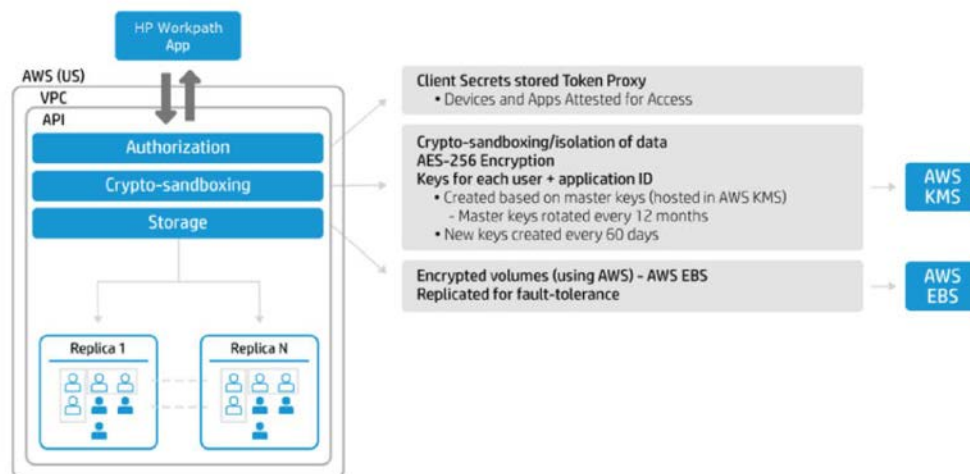 HP Workpath
App
AWS (US)
VPC
API
Authorization
Crypto-sandboxing
Storage
Replica 1
Replica N
Client Secrets stored Token Proxy
• Devices and Apps Attested for Access
Crypto-sandboxing/isolation of data
AES-256 Encryption
Keys for each user + application ID
• Created based on master keys (hosted in AWS KMS)
- Master keys rotated every 12 months
• New keys created every 60 days
AWS
KMS
Encrypted volumes (using AWS) - AWS EBS
Replicated for fault-tolerance
AWS
EBS